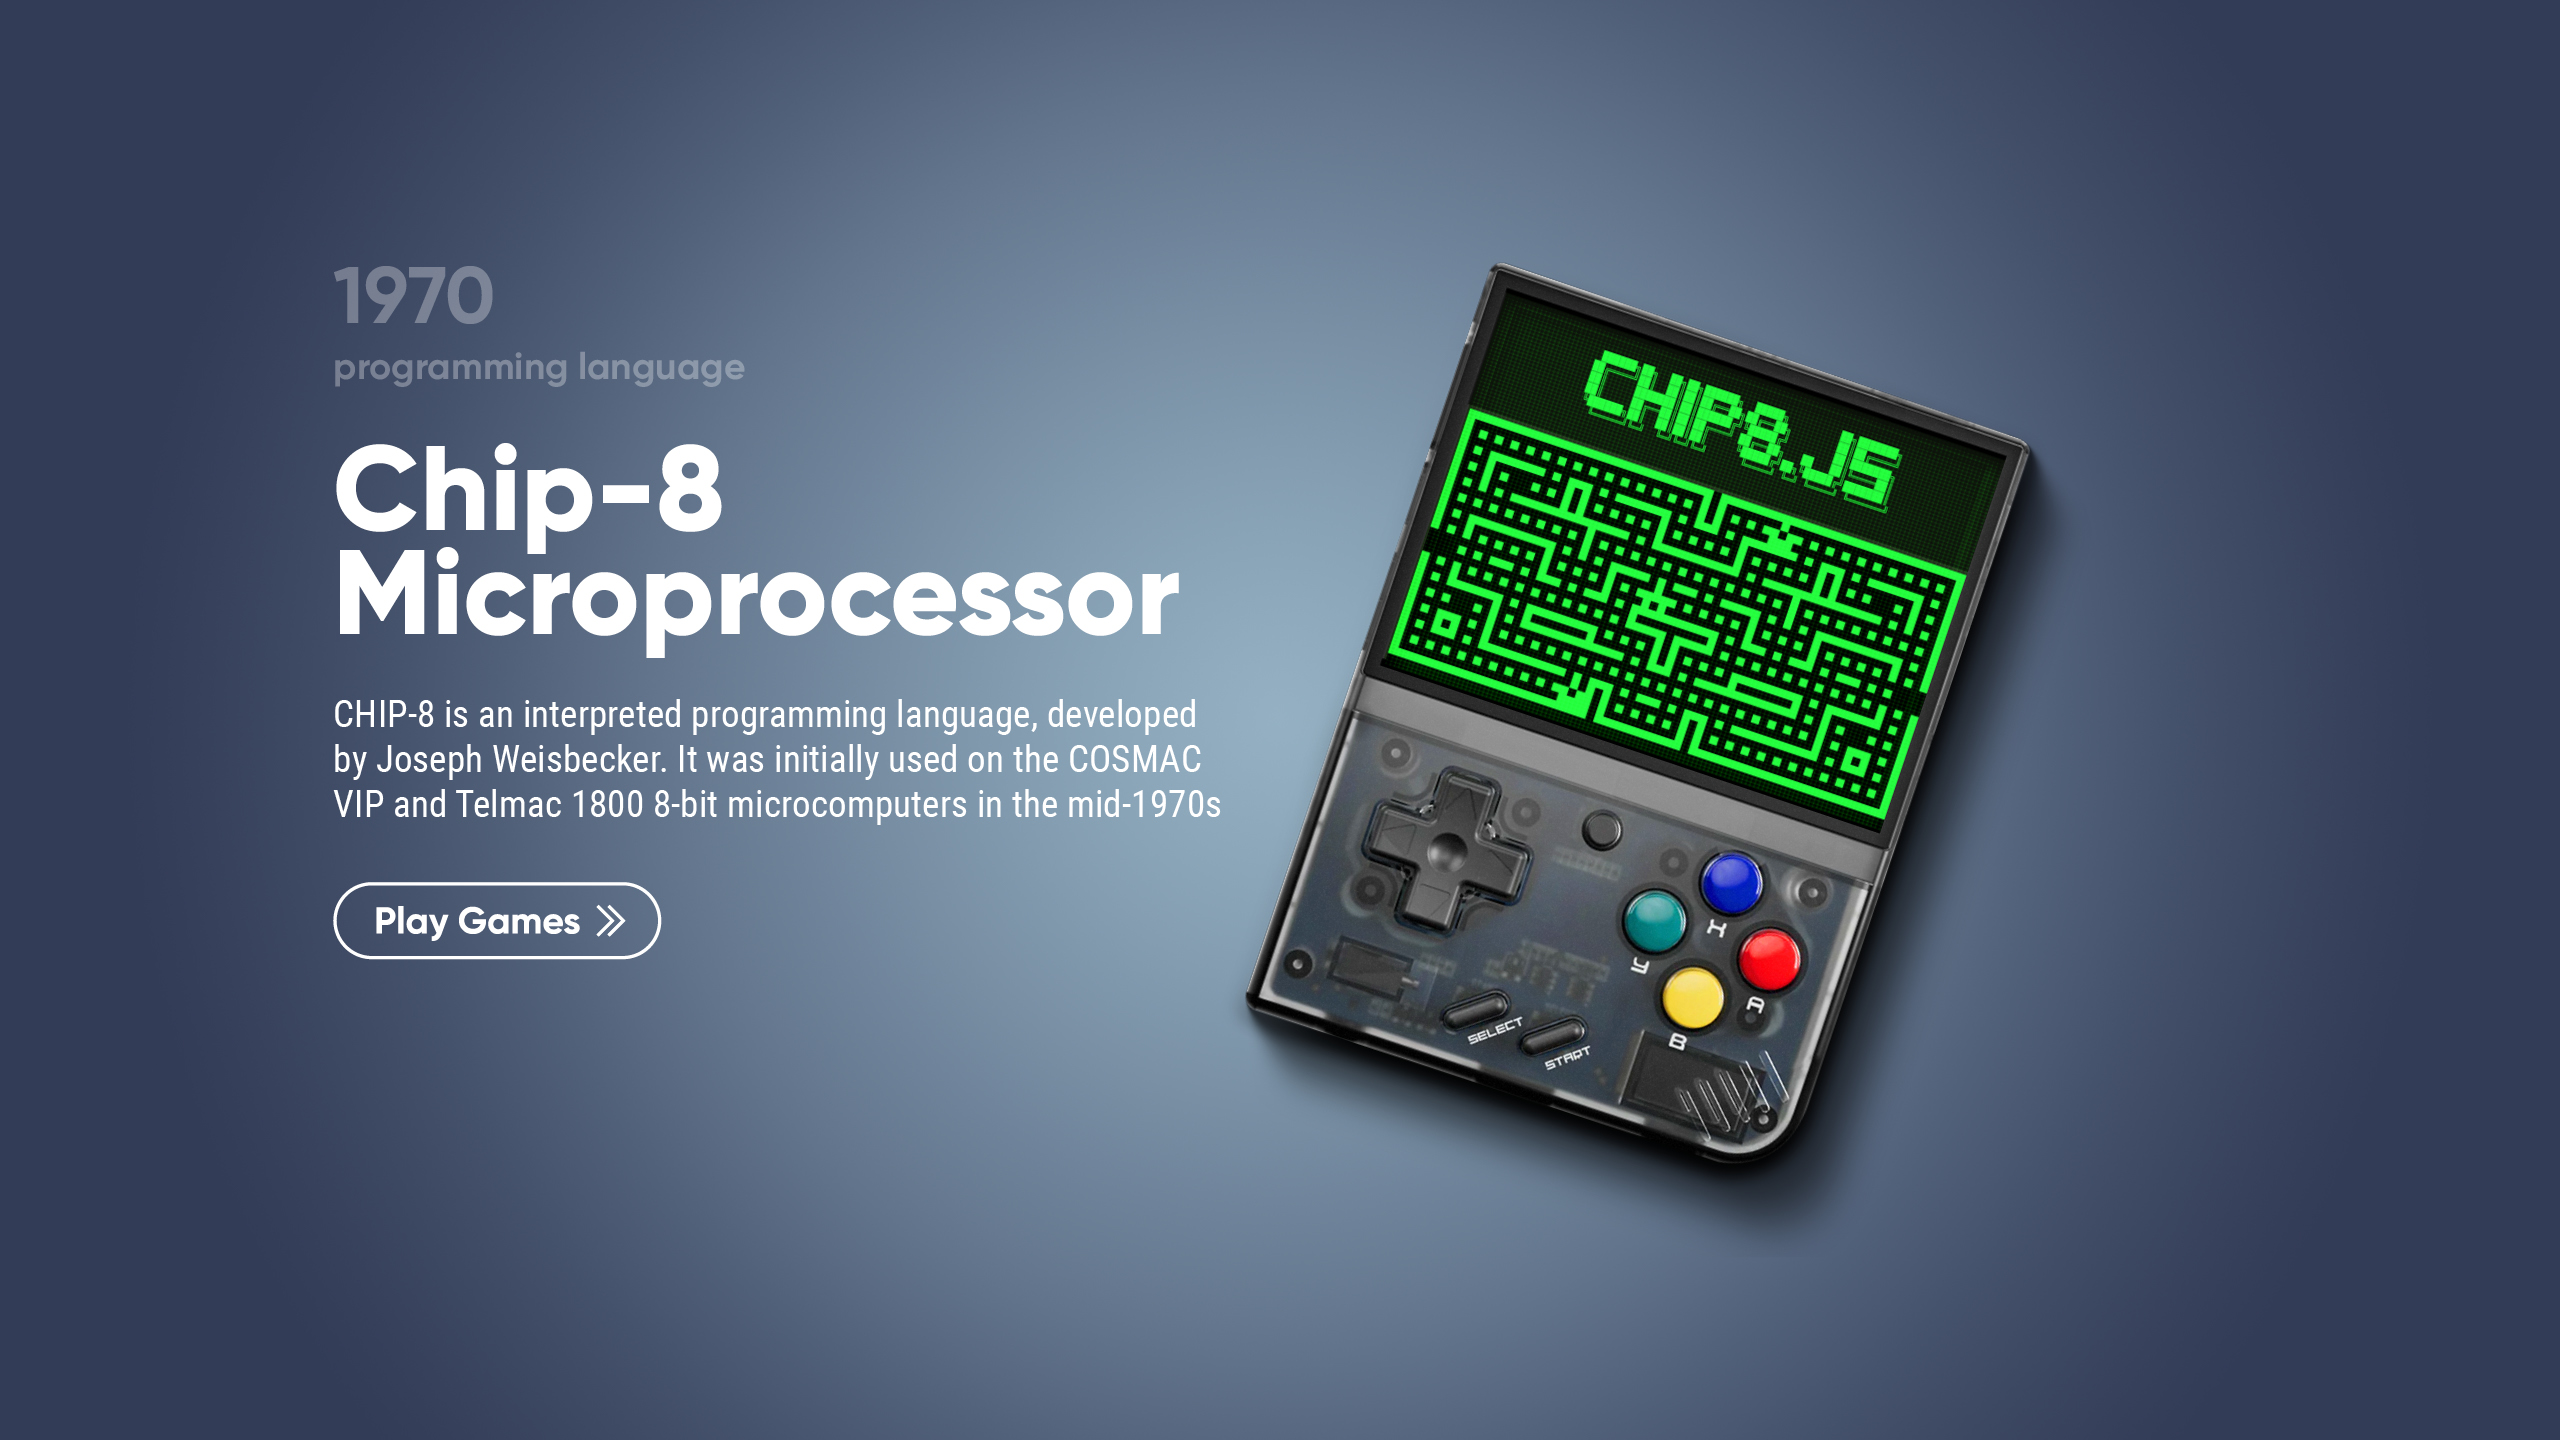 1970
programming language
Chip-8
Microprocessor
CHIP-8 is an interpreted programming language, developed
by Joseph Weisbecker. It was initially used on the COSMAC
VIP and Telmac 1800 8-bit microcomputers in the mid-1970s
Play Games
CHIP8.JS
X
Y
A
B
SELECT
START